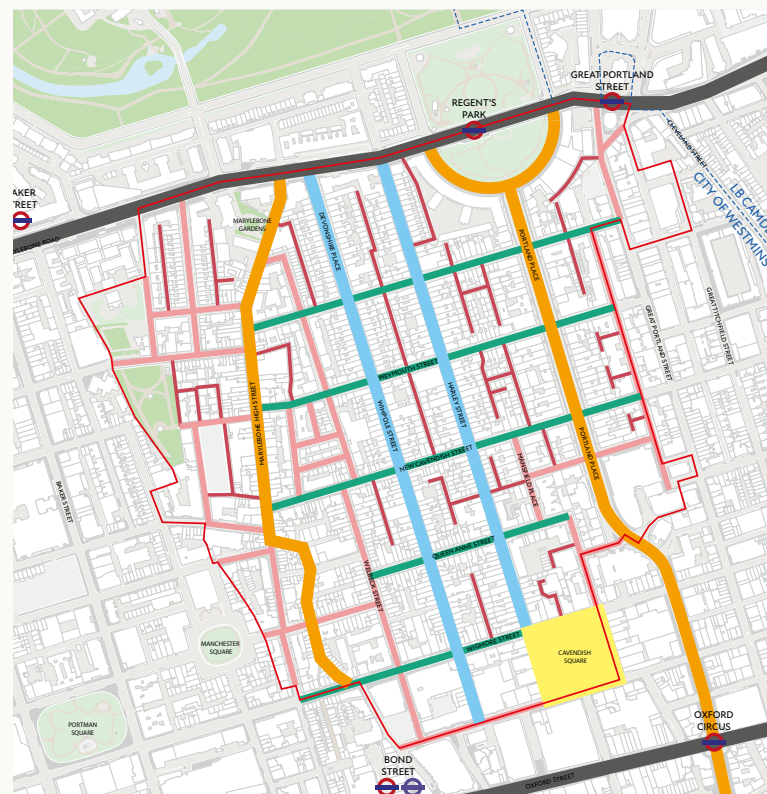 GREAT PORTLAND
STREET
REGENT'S
PARK
CLEVELAND STREET
LB CAMD
CITY OF WESTMINS
AKER
TREET
YLEBONE ROAD
MARYLEBONE
GARDENS
DEVONSHIRE PLACE
PORTLAND PLACE
GREAT PORTLAND STREET
GREAT TITCHFIELD STREET
WEYMOUTH STREET
MARYLEBONE HIGH STREET
WIMPOLE STREET
HARLEY STREET
NEW CAVENDISH STREET
MANSFIELD PLACE
PORTLAND PLACE
BAKER STREET
QUEEN ANNE STREET
WELBECK STREET
WIGMORE STREET
MANCHESTER
SQUARE
CAVENDISH
SQUARE
PORTMAN
SQUARE
OXFORD
CIRCUS
BOND
STREET
OXFORD STREET